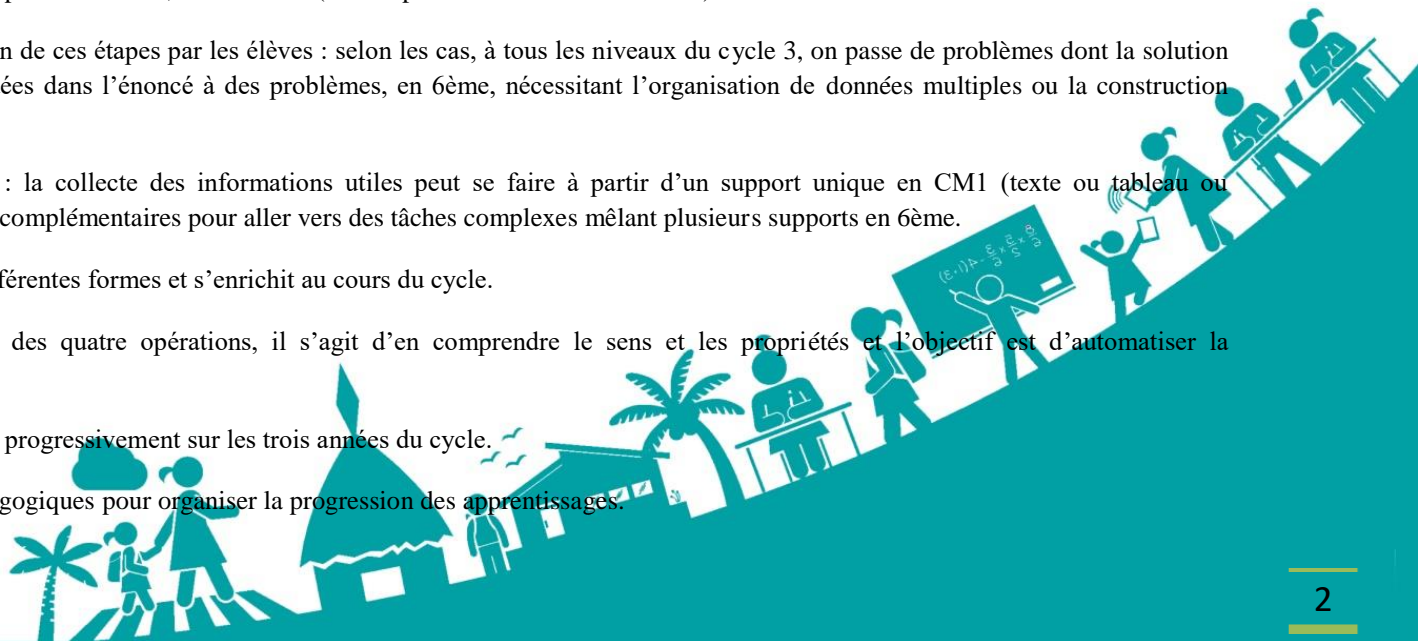 n de ces étapes par les élèves : selon les cas, à tous les niveaux du cycle 3, on passe de problèmes dont la solution
ées dans l’énoncé à des problèmes, en 6ème, nécessitant l’organisation de données multiples ou la construction
: la collecte des informations utiles peut se faire à partir d’un support unique en CM1 (texte ou tableau ou
complémentaires pour aller vers des tâches complexes mêlant plusieurs supports en 6ème.
férentes formes et s’enrichit au cours du cycle.
des quatre opérations, il s’agit d’en comprendre le sens et les propriétés et l’objectif est d’automatiser la
progressivement sur les trois années du cycle.
gogiques pour organiser la progression des apprentissages.
2